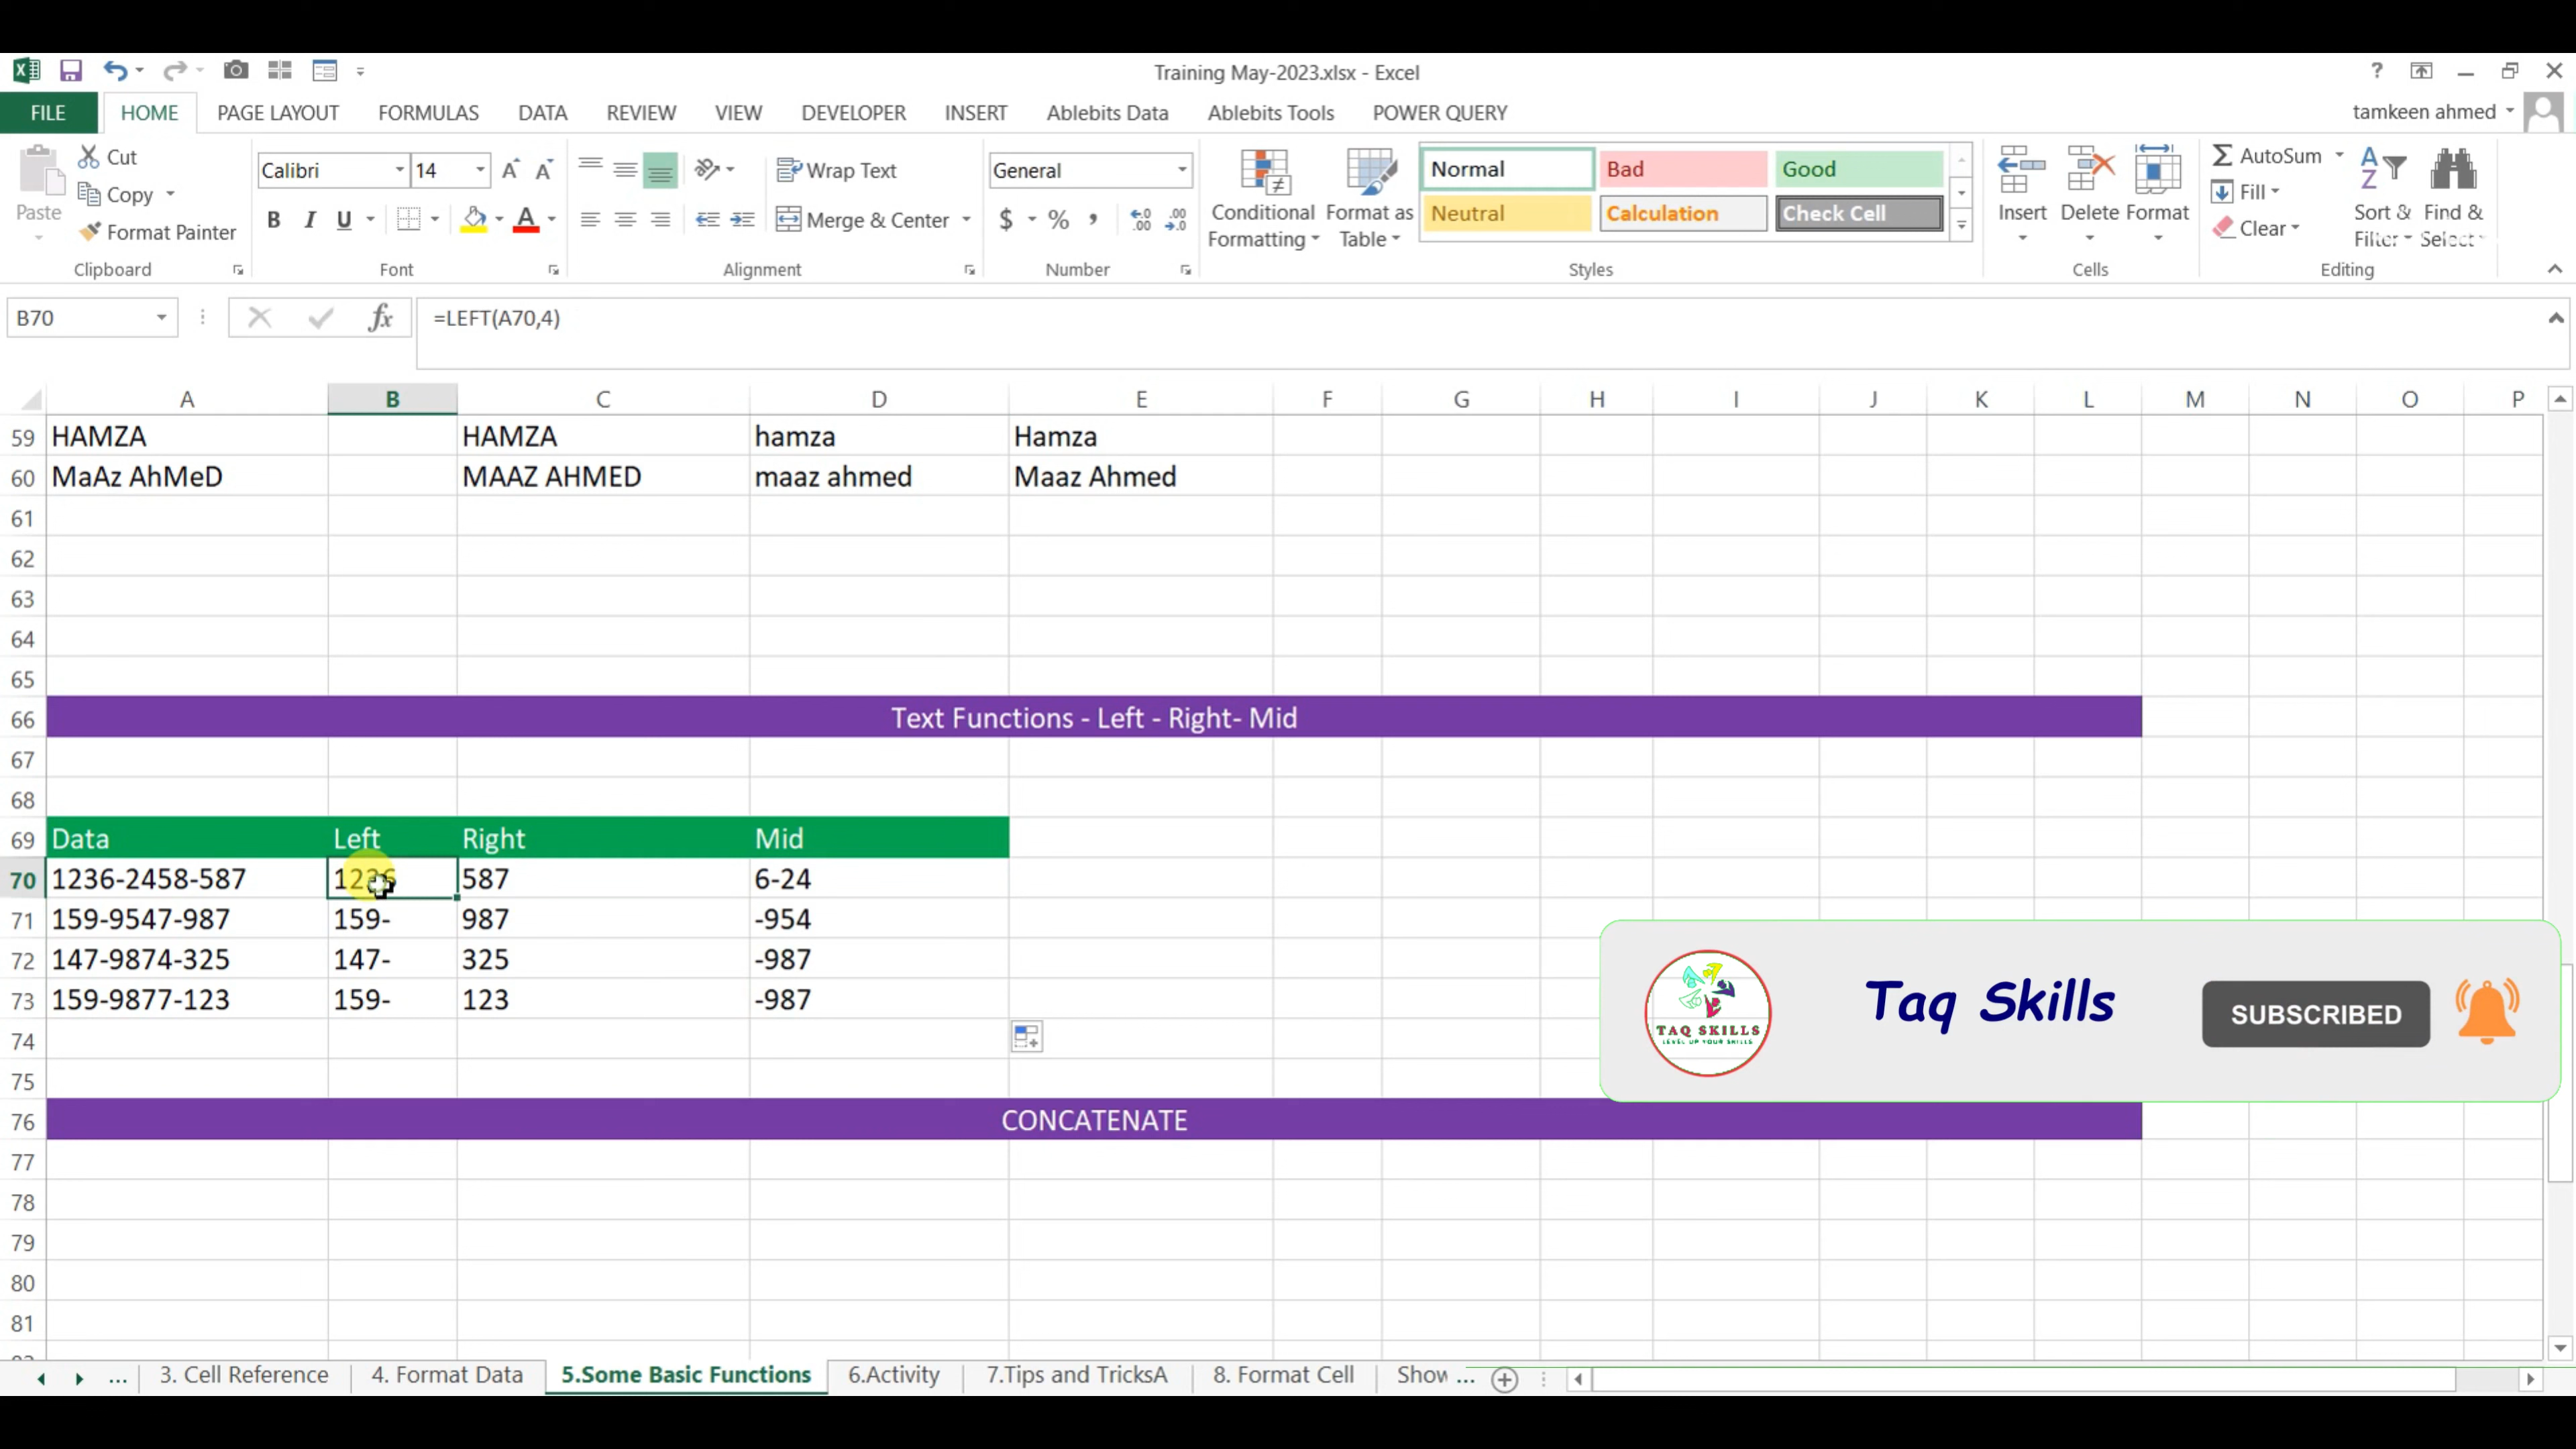 Training May-2023.xlsx - Excel
FILE HOME PAGE LAYOUT FORMULAS DATA REVIEW VIEW DEVELOPER INSERT Ablebits Data Ablebits Tools POWER QUERY tamkeen ahmed
Paste
Cut
Copy
Format Painter
Clipboard
Calibri 14
B I U
Font
Wrap Text
Merge & Center
Alignment
General
$ %
Number
Conditional Formatting
Format as Table
Normal Bad Good
Neutral Calculation Check Cell
Styles
Insert Delete Format
Cells
AutoSum
Fill
Clear
Sort & Filter
Find & Select
Editing
B70 fx =LEFT(A70,4)
A B C D E F G H I J K L M N O P
59 HAMZA HAMZA hamza Hamza
60 MaAz AhMeD MAAZ AHMED maaz ahmed Maaz Ahmed
61
62
63
64
65
66 Text Functions - Left - Right- Mid
67
68
69 Data Left Right Mid
70 1236-2458-587 1236 587 6-24
71 159-9547-987 159- 987 -954
72 147-9874-325 147- 325 -987
73 159-9877-123 159- 123 -987
74
75
76 CONCATENATE
77
78
79
80
81
TAQ SKILLS
LEVEL UP YOUR SKILLS
Taq Skills
SUBSCRIBED
... 3. Cell Reference 4. Format Data 5.Some Basic Functions 6.Activity 7.Tips and TricksA 8. Format Cell Show ...